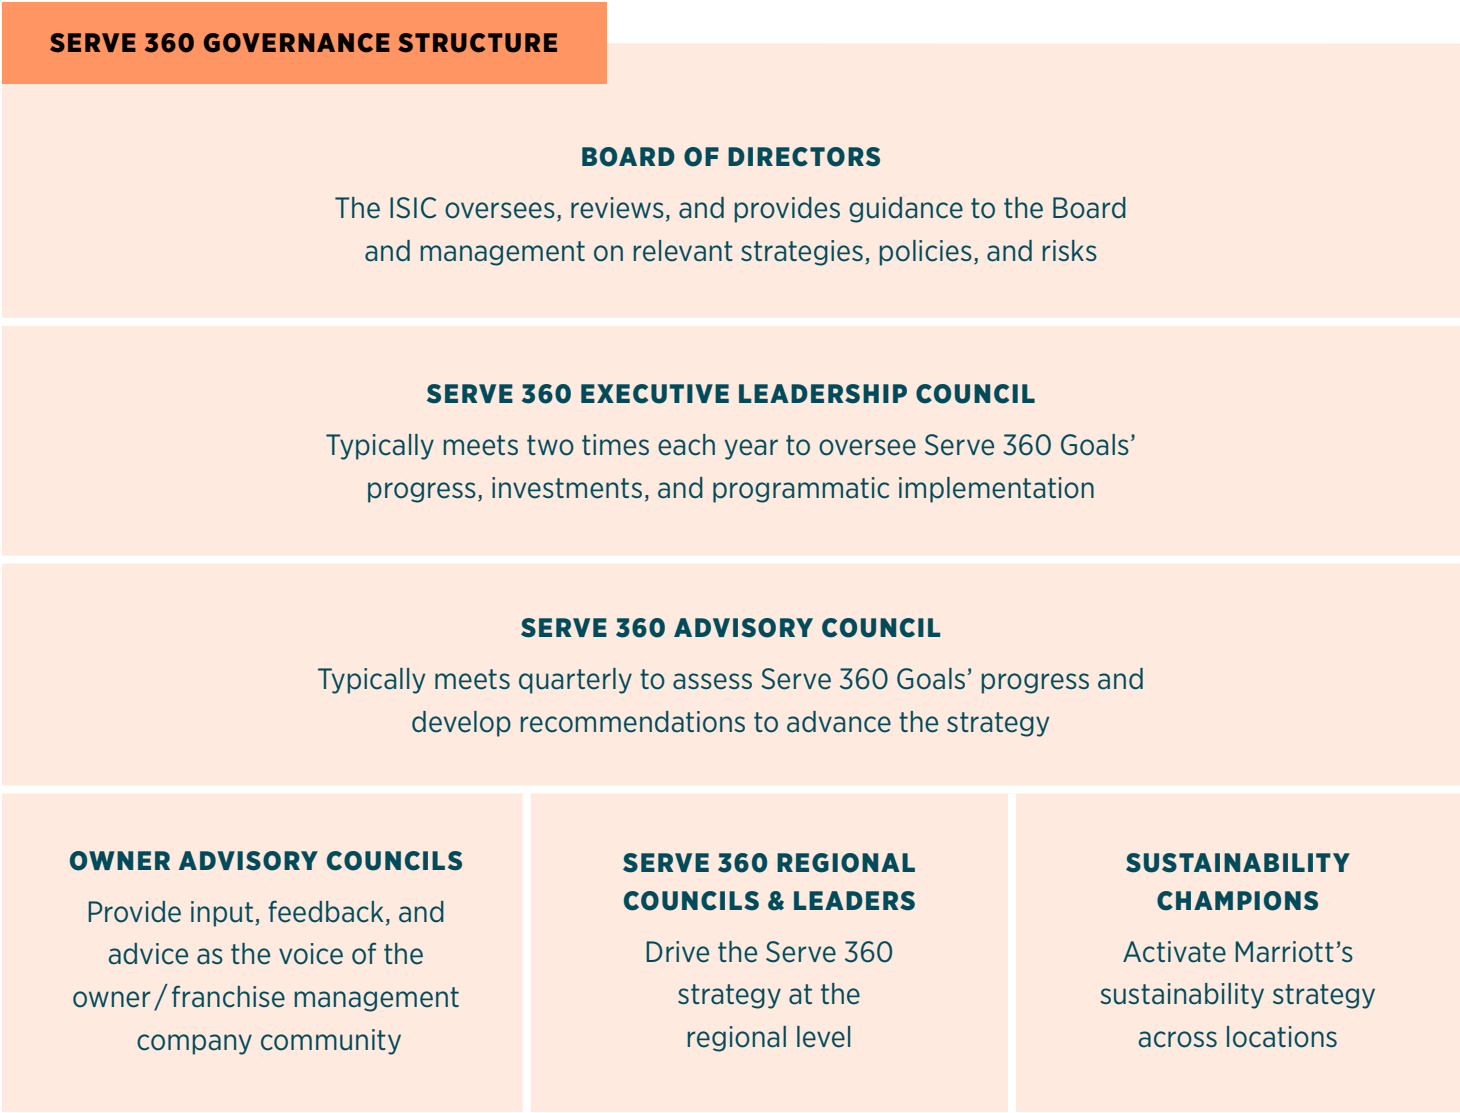 SERVE 360 GOVERNANCE STRUCTURE
BOARD OF DIRECTORS
The ISIC oversees, reviews, and provides guidance to the Board
and management on relevant strategies, policies, and risks
SERVE 360 EXECUTIVE LEADERSHIP COUNCIL
Typically meets two times each year to oversee Serve 360 Goals’
progress, investments, and programmatic implementation
SERVE 360 ADVISORY COUNCIL
Typically meets quarterly to assess Serve 360 Goals’ progress and
develop recommendations to advance the strategy
OWNER ADVISORY COUNCILS
Provide input, feedback, and
advice as the voice of the
owner/franchise management
company community
SERVE 360 REGIONAL
COUNCILS & LEADERS
Drive the Serve 360
strategy at the
regional level
SUSTAINABILITY
CHAMPIONS
Activate Marriott’s
sustainability strategy
across locations